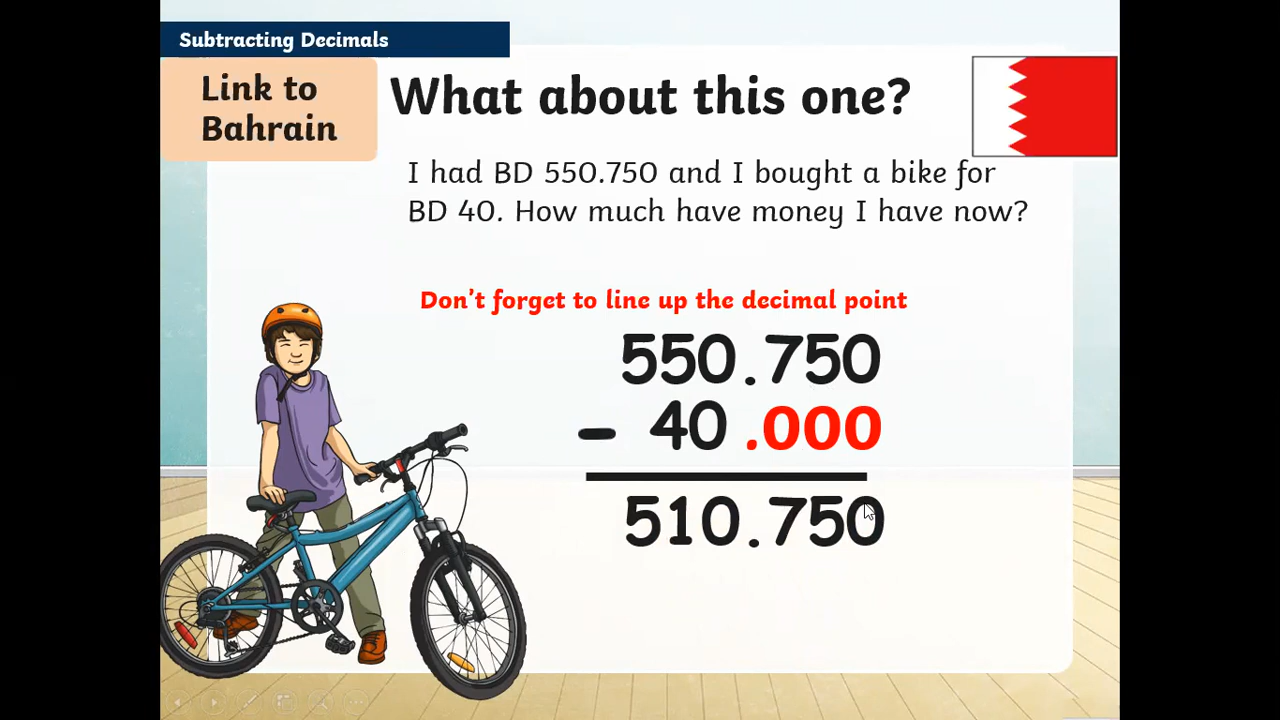 Subtracting Decimals
Link to
Bahrain
What about this one?
I had BD 550.750 and I bought a bike for
BD 40. How much have money I have now?
Don't forget to line up the decimal point
550.750
- 40 .000
510.750